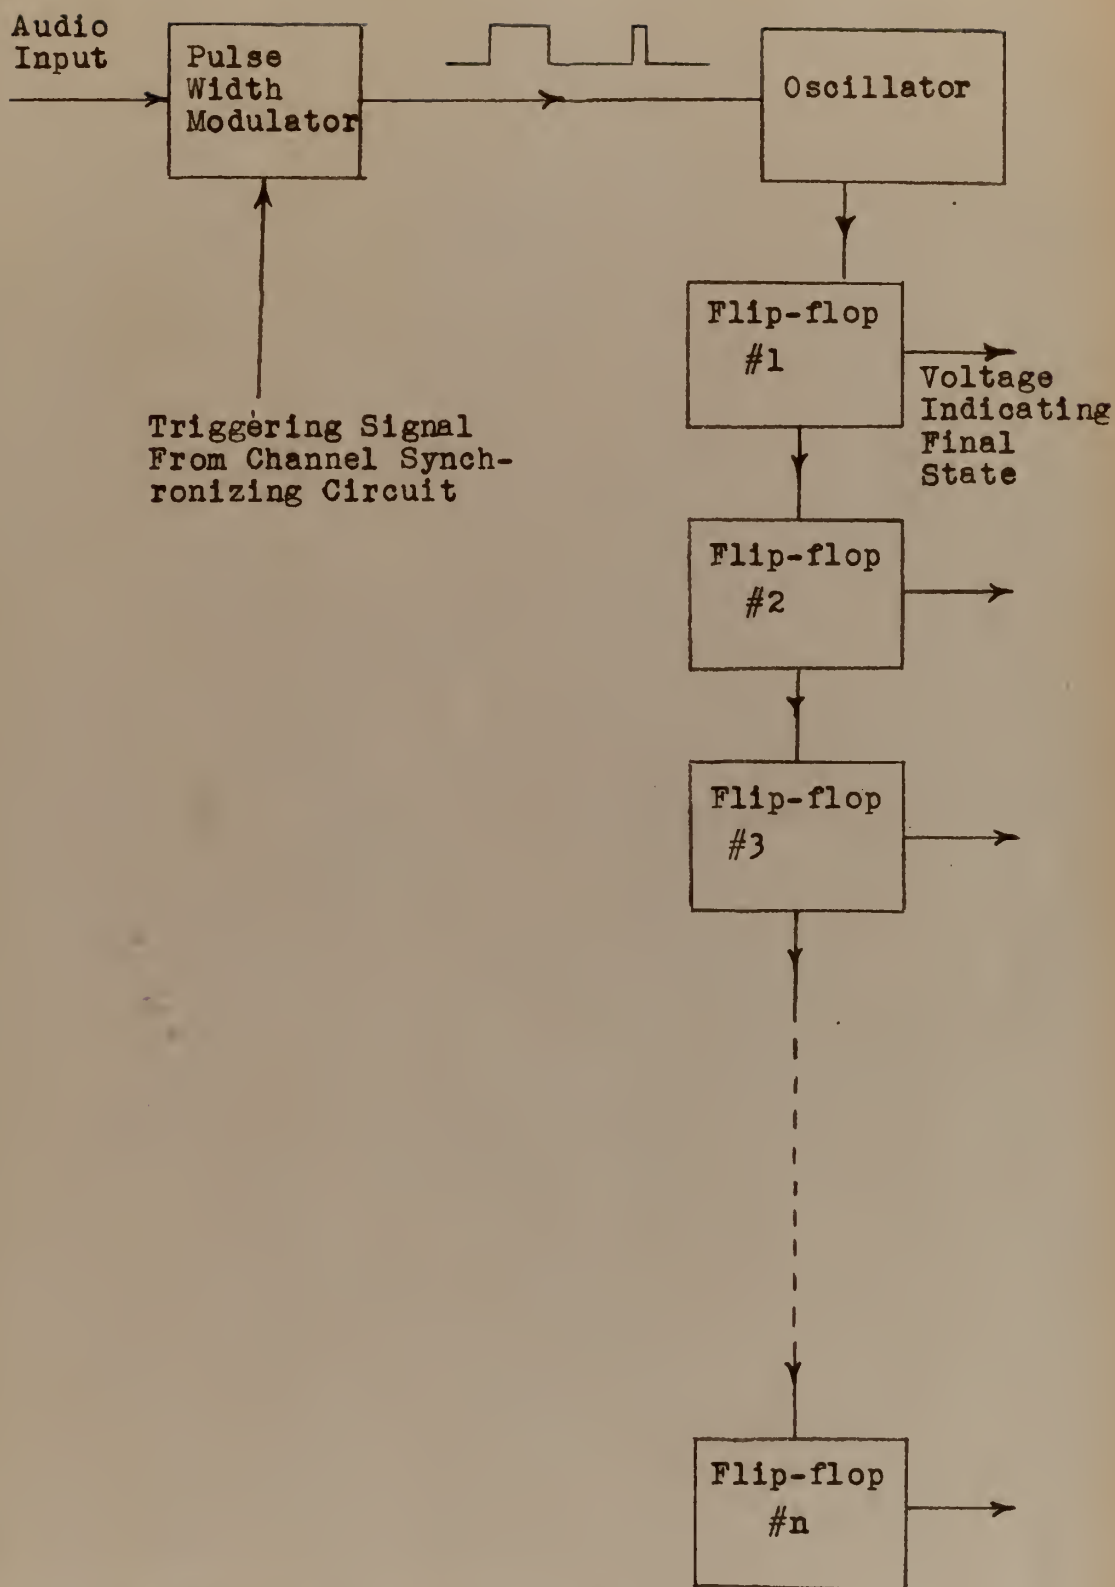 Audio
Input
Pulse
Width
Modulator
Oscillator
Triggering Signal
From Channel Synch-
ronizing Circuit
Flip-flop
#1
Voltage
Indicating
Final
State
Flip-flop
#2
Flip-flop
#3
Flip-flop
#n